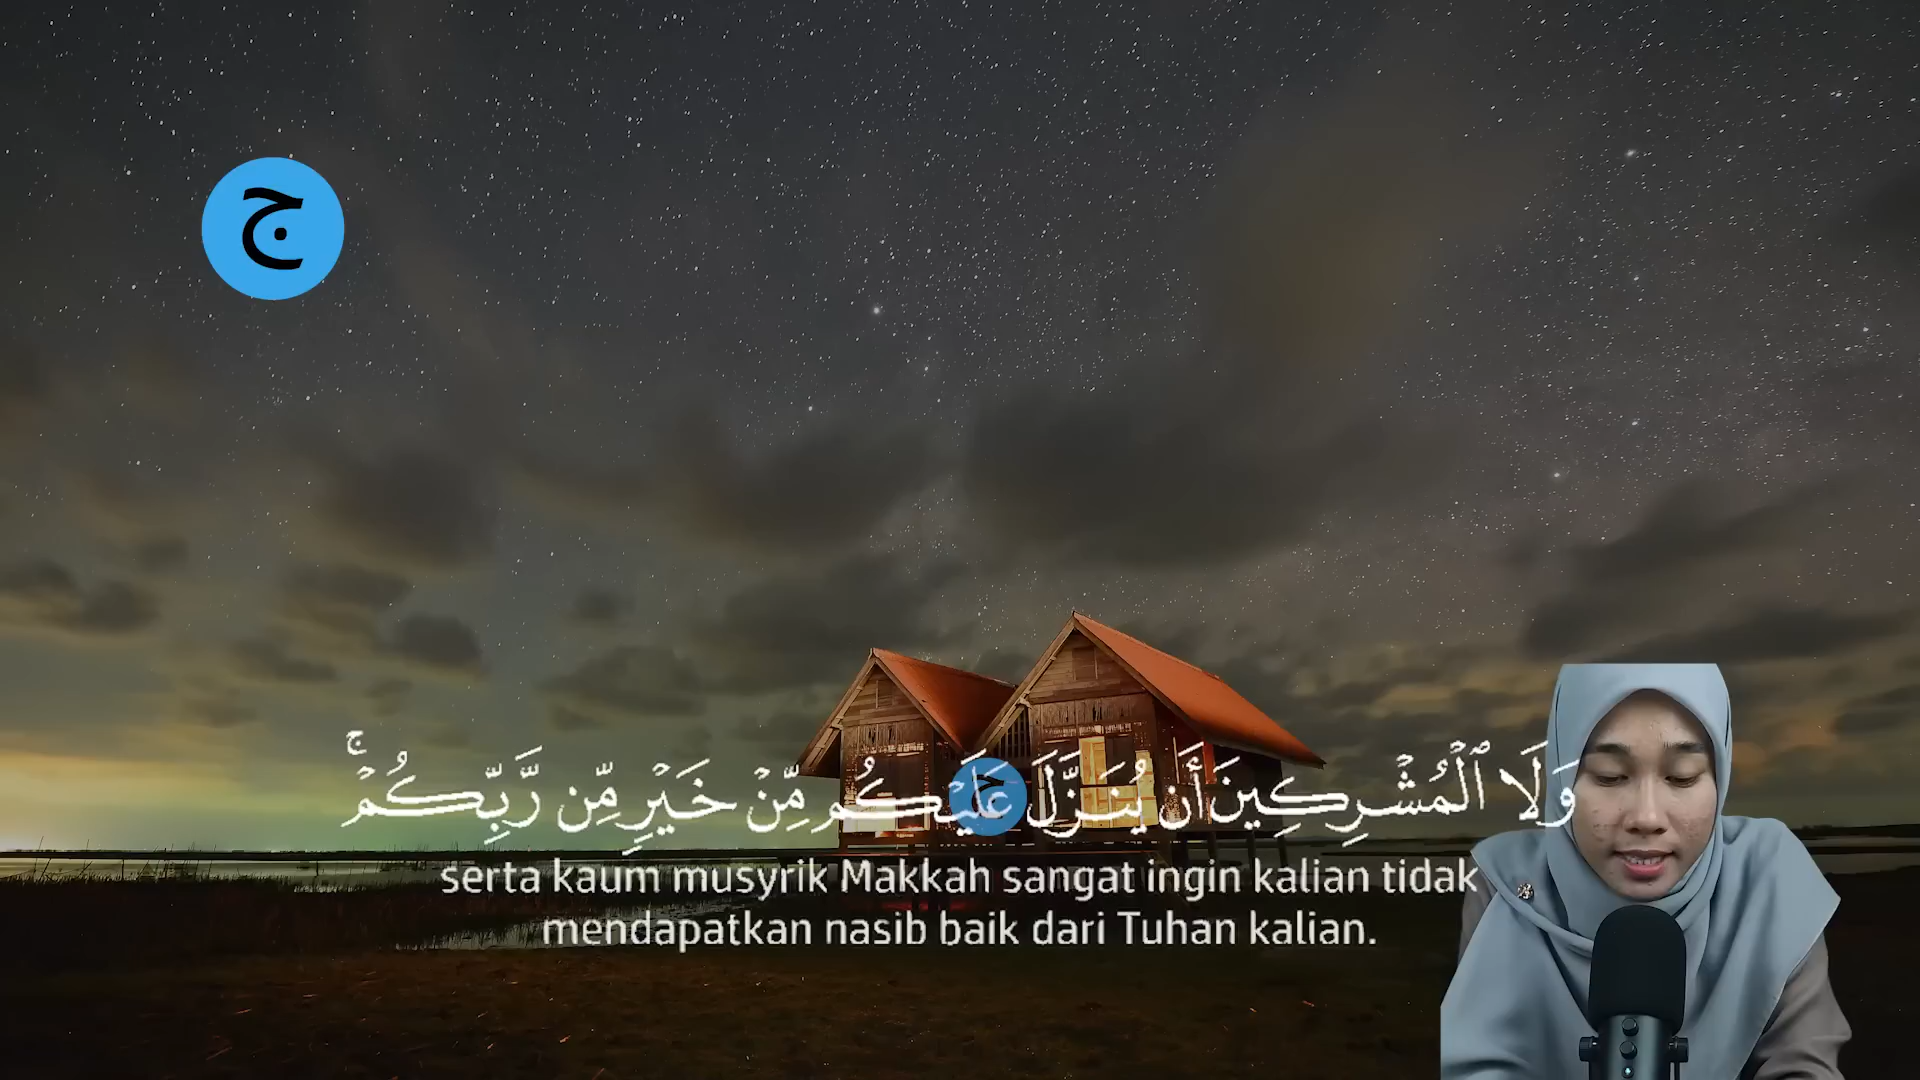 ج
وَلَا ٱلْمُشْرِكِينَ أَن يُنَزَّلَ عَلَيْكُم مِّنْ خَيْرٍ مِّن رَّبِّكُمْ ۚ
ج
serta kaum musyrik Makkah sangat ingin kalian tidak
mendapatkan nasib baik dari Tuhan kalian.